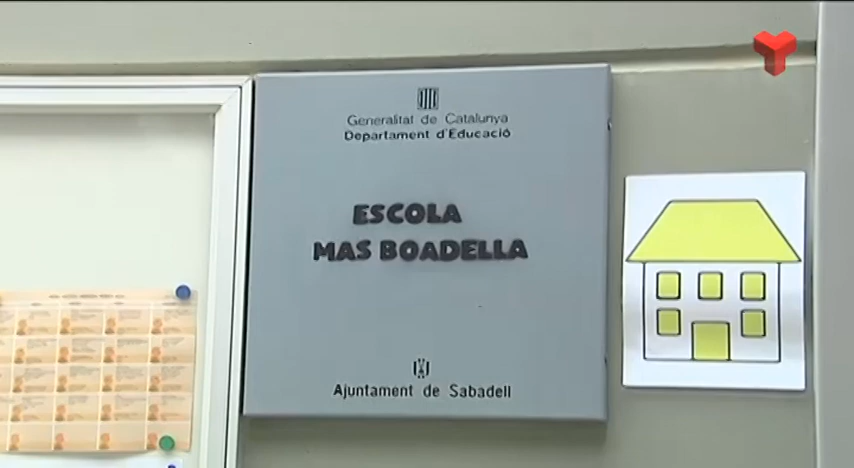 Generalitat de Catalunya
Departament d'Educació
ESCOLA
MAS BOADELLA
Ajuntament de Sabadell